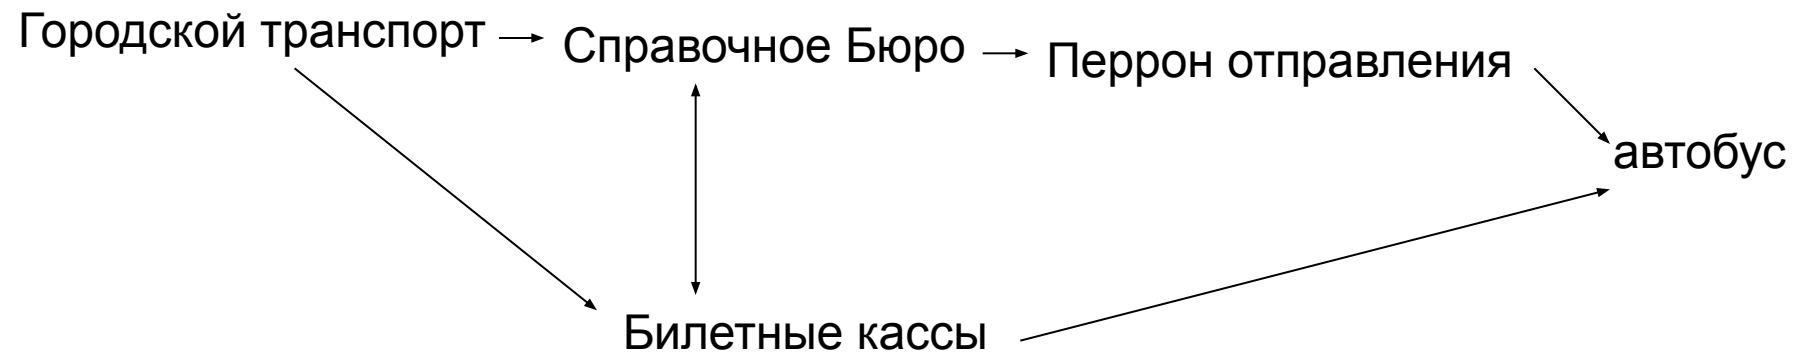 Городской транспорт
Справочное Бюро
Перрон отправления
автобус
Билетные кассы